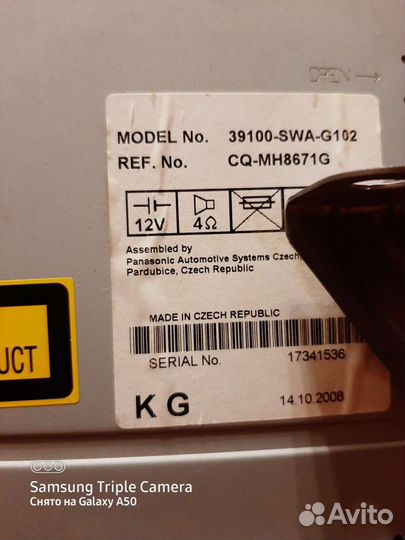 OPEN
MODEL No. 39100-SWA-G102
REF. No. CQ-MH8671G
12V 4Ω
Assembled by
Panasonic Automotive Systems Czech,
Pardubice, Czech Republic
MADE IN CZECH REPUBLIC
SERIAL No. 17341536
UCT
KG 14.10.2008
Samsung Triple Camera
Снято на Galaxy A50
Avito